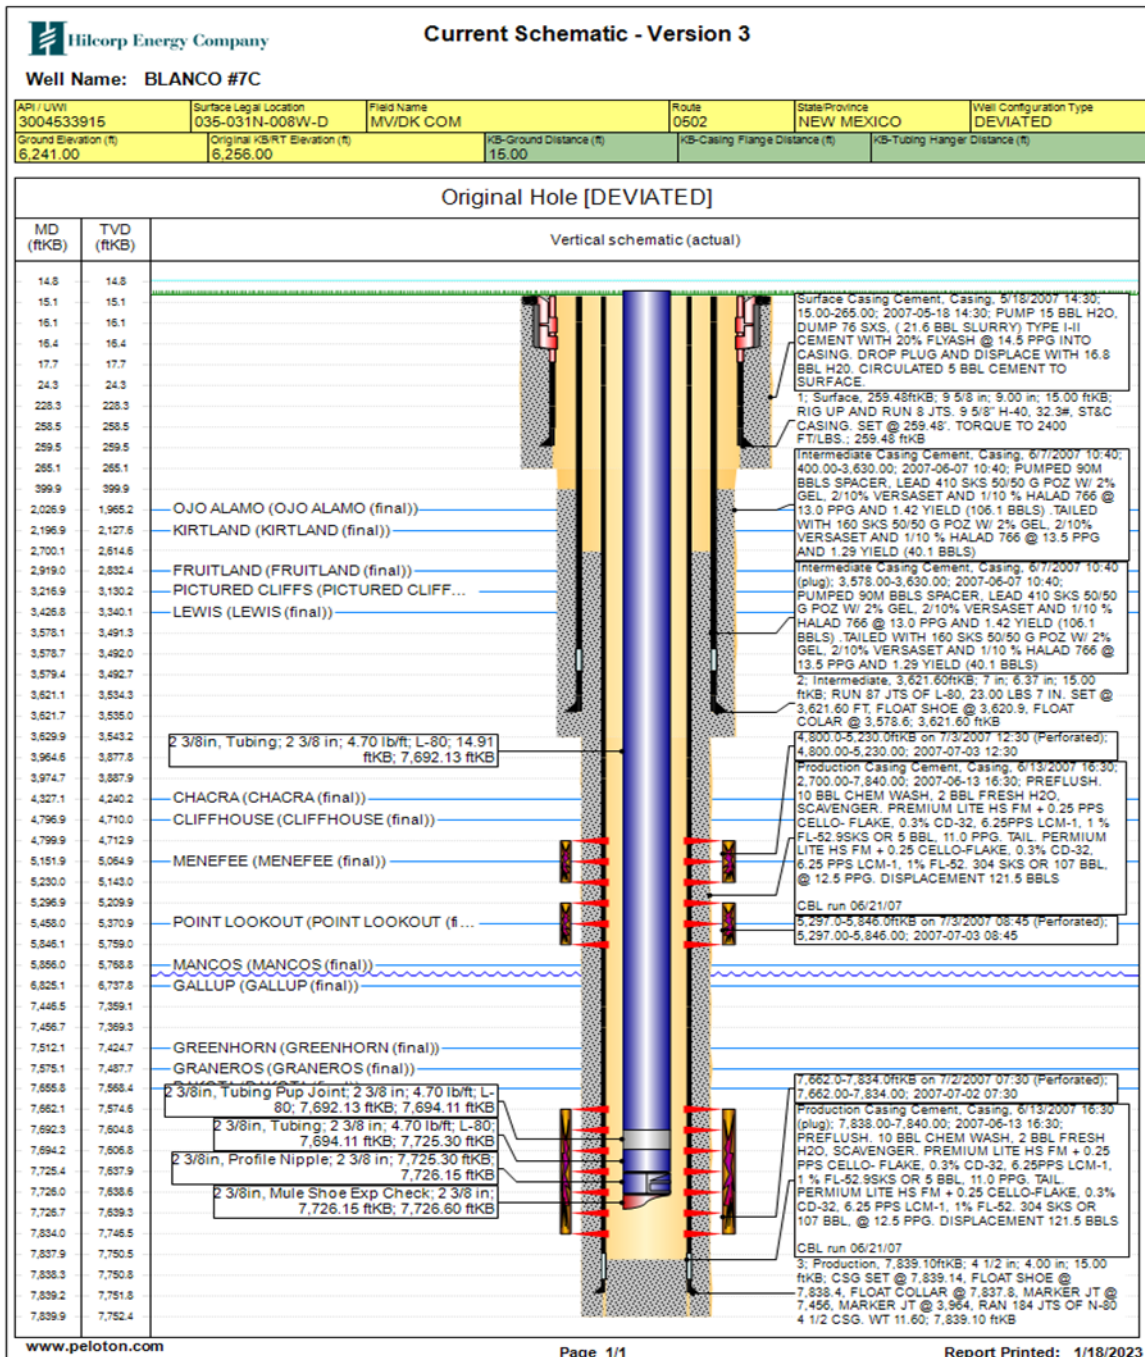 Hilcorp Energy Company
Current Schematic - Version 3
Well Name: BLANCO #7C
API / UWI
3004533915
Surface Legal Location
035-031N-008W-D
Field Name
MV/DK COM
Route
0502
State/Province
NEW MEXICO
Well Configuration Type
DEVIATED
Ground Elevation (ft)
6,241.00
Original KB/RT Elevation (ft)
6,256.00
KB-Ground Distance (ft)
15.00
KB-Casing Flange Distance (ft)
KB-Tubing Hanger Distance (ft)
Original Hole [DEVIATED]
MD (ftKB)
TVD (ftKB)
Vertical schematic (actual)
14.8 14.8
15.1 15.1
16.1 16.1
16.4 16.4
17.7 17.7
24.3 24.3
228.3 228.3
258.5 258.5
259.5 259.5
265.1 265.1
399.9 399.9
2,026.9 1,965.2
2,196.9 2,127.6
2,700.1 2,614.6
2,919.0 2,832.4
3,216.9 3,130.2
3,426.8 3,340.1
3,578.1 3,491.3
3,578.7 3,492.0
3,579.4 3,492.7
3,621.1 3,534.3
3,621.7 3,535.0
3,629.9 3,543.2
3,964.6 3,877.8
3,974.7 3,887.9
4,327.1 4,240.2
4,796.9 4,710.0
4,799.9 4,712.9
5,151.9 5,064.9
5,230.0 5,143.0
5,296.9 5,209.9
5,458.0 5,370.9
5,846.1 5,759.0
5,856.0 5,768.8
6,825.1 6,737.8
7,446.5 7,359.1
7,456.7 7,369.3
7,512.1 7,424.7
7,575.1 7,487.7
7,655.8 7,568.4
7,662.1 7,574.6
7,692.3 7,604.8
7,694.2 7,606.8
7,725.4 7,637.9
7,726.0 7,638.6
7,726.7 7,639.3
7,834.0 7,746.5
7,837.9 7,750.5
7,838.3 7,750.8
7,839.2 7,751.8
7,839.9 7,752.4
OJO ALAMO (OJO ALAMO (final))
KIRTLAND (KIRTLAND (final))
FRUITLAND (FRUITLAND (final))
PICTURED CLIFFS (PICTURED CLIFF...
LEWIS (LEWIS (final))
2 3/8in, Tubing; 2 3/8 in; 4.70 lb/ft; L-80; 14.91
ftKB; 7,692.13 ftKB
CHACRA (CHACRA (final))
CLIFFHOUSE (CLIFFHOUSE (final))
MENEFEE (MENEFEE (final))
POINT LOOKOUT (POINT LOOKOUT (fi...
MANCOS (MANCOS (final))
GALLUP (GALLUP (final))
GREENHORN (GREENHORN (final))
GRANEROS (GRANEROS (final))
DAKOTA (DAKOTA (final))
2 3/8in, Tubing Pup Joint; 2 3/8 in; 4.70 lb/ft; L-
80; 7,692.13 ftKB; 7,694.11 ftKB
2 3/8in, Tubing; 2 3/8 in; 4.70 lb/ft; L-80;
7,694.11 ftKB; 7,725.30 ftKB
2 3/8in, Profile Nipple; 2 3/8 in; 7,725.30 ftKB;
7,726.15 ftKB
2 3/8in, Mule Shoe Exp Check; 2 3/8 in;
7,726.15 ftKB; 7,726.60 ftKB
Surface Casing Cement, Casing, 5/18/2007 14:30;
15.00-265.00; 2007-05-18 14:30; PUMP 15 BBL H2O,
DUMP 76 SXS, ( 21.6 BBL SLURRY) TYPE I-II
CEMENT WITH 20% FLYASH @ 14.5 PPG INTO
CASING. DROP PLUG AND DISPLACE WITH 16.8
BBL H20. CIRCULATED 5 BBL CEMENT TO
SURFACE.
1; Surface, 259.48ftKB; 9 5/8 in; 9.00 in; 15.00 ftKB;
RIG UP AND RUN 8 JTS. 9 5/8" H-40, 32.3#, ST&C
CASING. SET @ 259.48'. TORQUE TO 2400
FT/LBS.; 259.48 ftKB
Intermediate Casing Cement, Casing, 6/7/2007 10:40;
400.00-3,630.00; 2007-06-07 10:40; PUMPED 90M
BBLS SPACER, LEAD 410 SKS 50/50 G POZ W/ 2%
GEL, 2/10% VERSASET AND 1/10 % HALAD 766 @
13.0 PPG AND 1.42 YIELD (106.1 BBLS) .TAILED
WITH 160 SKS 50/50 G POZ W/ 2% GEL, 2/10%
VERSASET AND 1/10 % HALAD 766 @ 13.5 PPG
AND 1.29 YIELD (40.1 BBLS)
Intermediate Casing Cement, Casing, 6/7/2007 10:40
(plug); 3,578.00-3,630.00; 2007-06-07 10:40;
PUMPED 90M BBLS SPACER, LEAD 410 SKS 50/50
G POZ W/ 2% GEL, 2/10% VERSASET AND 1/10 %
HALAD 766 @ 13.0 PPG AND 1.42 YIELD (106.1
BBLS) .TAILED WITH 160 SKS 50/50 G POZ W/ 2%
GEL, 2/10% VERSASET AND 1/10 % HALAD 766 @
13.5 PPG AND 1.29 YIELD (40.1 BBLS)
2; Intermediate, 3,621.60ftKB; 7 in; 6.37 in; 15.00
ftKB; RUN 87 JTS OF L-80, 23.00 LBS 7 IN. SET @
3,621.60 FT, FLOAT SHOE @ 3,620.9, FLOAT
COLAR @ 3,578.6; 3,621.60 ftKB
4,800.0-5,230.0ftKB on 7/3/2007 12:30 (Perforated);
4,800.00-5,230.00; 2007-07-03 12:30
Production Casing Cement, Casing, 6/13/2007 16:30;
2,700.00-7,840.00; 2007-06-13 16:30; PREFLUSH.
10 BBL CHEM WASH, 2 BBL FRESH H2O,
SCAVENGER. PREMIUM LITE HS FM + 0.25 PPS
CELLO- FLAKE, 0.3% CD-32, 6.25PPS LCM-1, 1 %
FL-52.9SKS OR 5 BBL, 11.0 PPG. TAIL. PERMIUM
LITE HS FM + 0.25 CELLO-FLAKE, 0.3% CD-32,
6.25 PPS LCM-1, 1% FL-52. 304 SKS OR 107 BBL,
@ 12.5 PPG. DISPLACEMENT 121.5 BBLS
CBL run 06/21/07
5,297.0-5,846.0ftKB on 7/3/2007 08:45 (Perforated);
5,297.00-5,846.00; 2007-07-03 08:45
7,662.0-7,834.0ftKB on 7/2/2007 07:30 (Perforated);
7,662.00-7,834.00; 2007-07-02 07:30
Production Casing Cement, Casing, 6/13/2007 16:30
(plug); 7,838.00-7,840.00; 2007-06-13 16:30;
PREFLUSH. 10 BBL CHEM WASH, 2 BBL FRESH
H2O, SCAVENGER. PREMIUM LITE HS FM + 0.25
PPS CELLO- FLAKE, 0.3% CD-32, 6.25PPS LCM-1,
1 % FL-52.9SKS OR 5 BBL, 11.0 PPG. TAIL.
PERMIUM LITE HS FM + 0.25 CELLO-FLAKE, 0.3%
CD-32, 6.25 PPS LCM-1, 1% FL-52. 304 SKS OR
107 BBL, @ 12.5 PPG. DISPLACEMENT 121.5 BBLS
CBL run 06/21/07
3; Production, 7,839.10ftKB; 4 1/2 in; 4.00 in; 15.00
ftKB; CSG SET @ 7,839.14, FLOAT SHOE @
7,838.4, FLOAT COLLAR @ 7,837.8, MARKER JT @
7,456, MARKER JT @ 3,964, RAN 184 JTS OF N-80
4 1/2 CSG. WT 11.60; 7,839.10 ftKB
www.peloton.com
Page 1/1
Report Printed: 1/18/2023